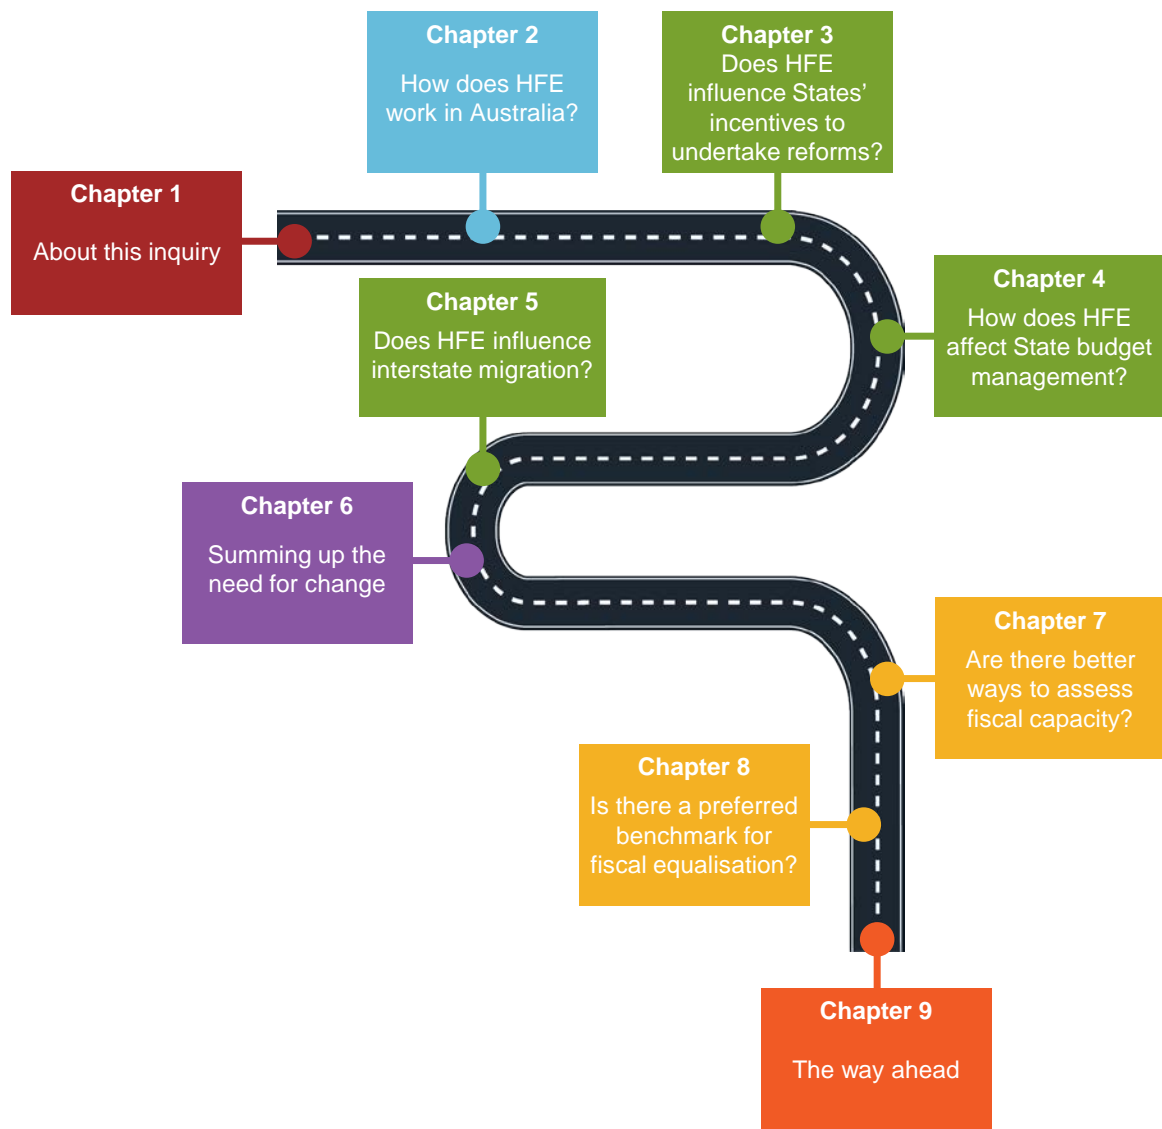 Chapter 1
About this inquiry
Chapter 2
How does HFE
work in Australia?
Chapter 3
Does HFE
influence States’
incentives to
undertake reforms?
Chapter 4
How does HFE
affect State budget
management?
Chapter 5
Does HFE influence
interstate migration?
Chapter 6
Summing up the
need for change
Chapter 7
Are there better
ways to assess
fiscal capacity?
Chapter 8
Is there a preferred
benchmark for
fiscal equalisation?
Chapter 9
The way ahead